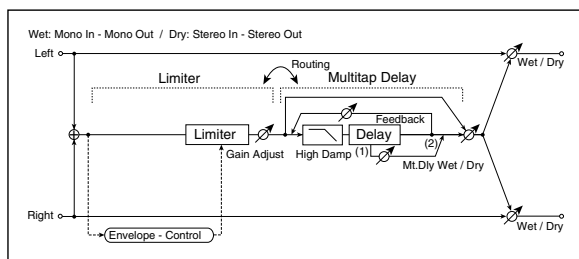 Wet: Mono In - Mono Out / Dry: Stereo In - Stereo Out
Left
Wet / Dry
Routing
Limiter
Multitap Delay
Feedback
Limiter
Delay
Gain Adjust
High Damp
(1)
(2)
Mt.Dly Wet / Dry
Right
Wet / Dry
Envelope - Control